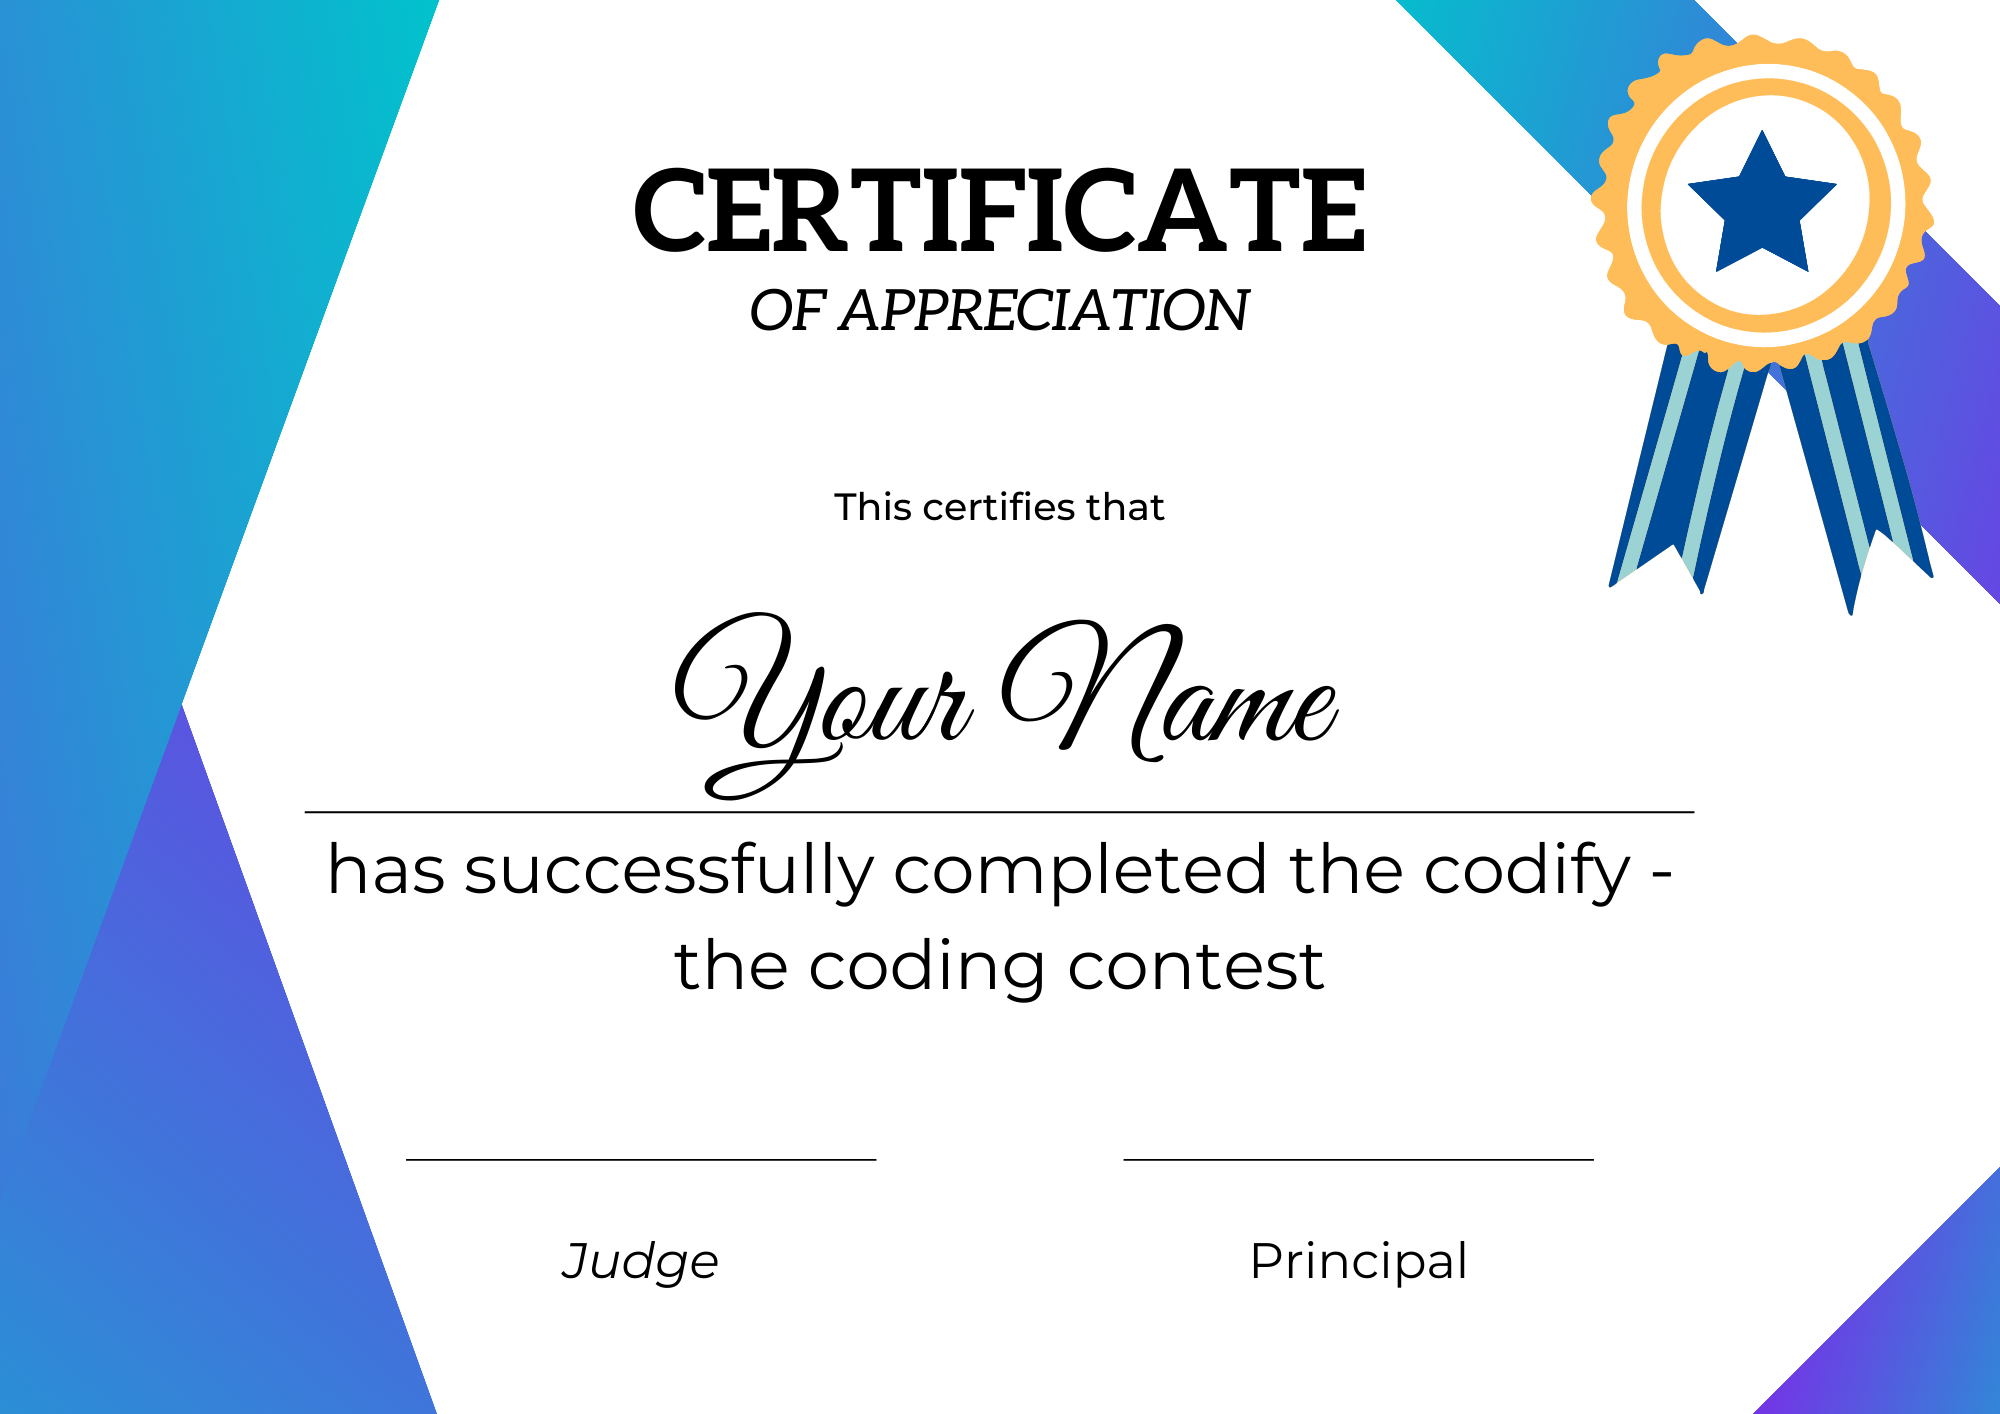 CERTIFICATE
OF APPRECIATION
This certifies that
Your Name
has successfully completed the codify -
the coding contest
Judge
Principal